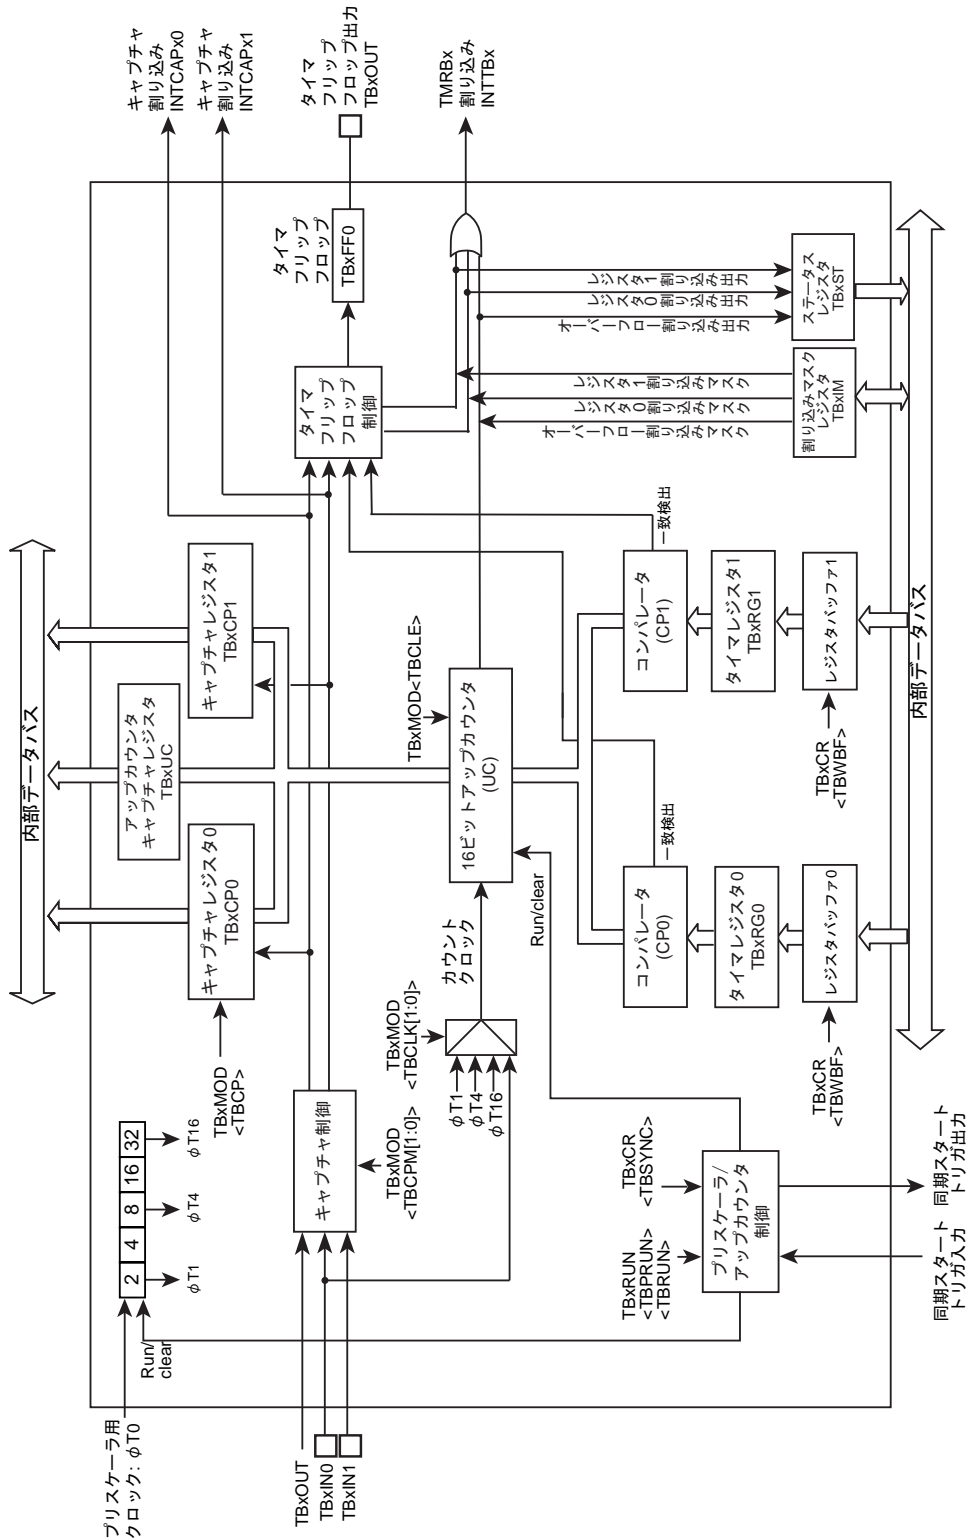 プリスケーラ用
クロック: φT0
Run/
clear
2
4
8
16
32
φT1
φT4
φT16
TBxMOD
<TBCP>
内部データバス
キャプチャレジスタ0
TBxCP0
アップカウンタ
キャプチャレジスタ
TBxUC
キャプチャレジスタ1
TBxCP1
キャプチャ
割り込み
INTCAPx0
キャプチャ
割り込み
INTCAPx1
TBxOUT
TBxIN0
TBxIN1
キャプチャ制御
TBxMOD
<TBCPM[1:0]>
タイマ
フリップ
フロップ
制御
タイマ
フリップ
フロップ
TBxFF0
タイマ
フリップ
フロップ出力
TBxOUT
TBxMOD
<TBCLK[1:0]>
φT1
φT4
φT16
カウント
クロック
TBxMOD<TBCLE>
16ビットアップカウンタ
(UC)
TMRBx
割り込み
INTTBx
Run/clear
レジスタ1割り込みマスク
レジスタ0割り込みマスク
オーバーフロー割り込みマスク
レジスタ1割り込み出力
レジスタ0割り込み出力
オーバーフロー割り込み出力
TBxRUN
<TBPRUN>
<TBRUN>
TBxCR
<TBSYNC>
プリスケーラ/
アップカウンタ
制御
コンパレータ
(CP0)
一致検出
コンパレータ
(CP1)
一致検出
タイマレジスタ0
TBxRG0
タイマレジスタ1
TBxRG1
割り込みマスク
レジスタ
TBxIM
ステータス
レジスタ
TBxST
TBxCR
<TBWBF>
レジスタバッファ0
TBxCR
<TBWBF>
レジスタバッファ1
内部データバス
同期スタート
トリガ入力
同期スタート
トリガ出力